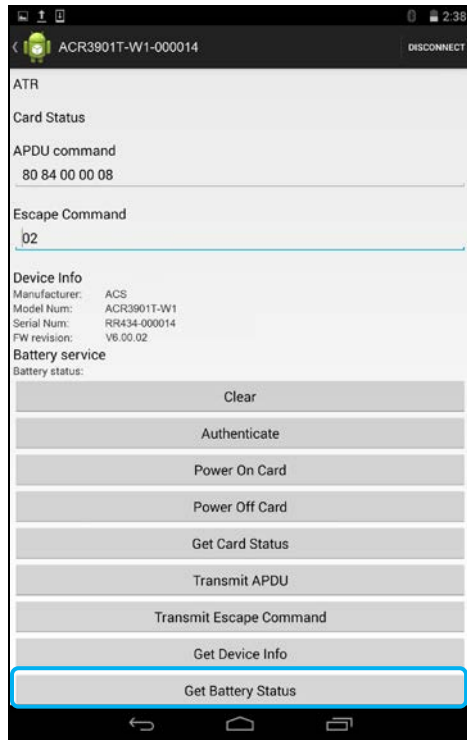 2:38
ACR3901T-W1-000014
DISCONNECT
ATR
Card Status
APDU command
80 84 00 00 08
Escape Command
02
Device Info
Manufacturer: ACS
Model Num: ACR3901T-W1
Serial Num: RR434-000014
FW revision: V6.00.02
Battery service
Battery status:
Clear
Authenticate
Power On Card
Power Off Card
Get Card Status
Transmit APDU
Transmit Escape Command
Get Device Info
Get Battery Status